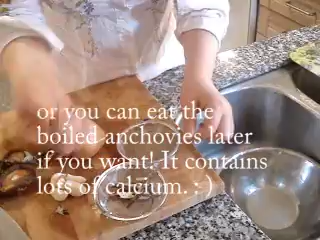 or you can eat the
boiled anchovies later
if you want! It contains
lots of calcium. : )